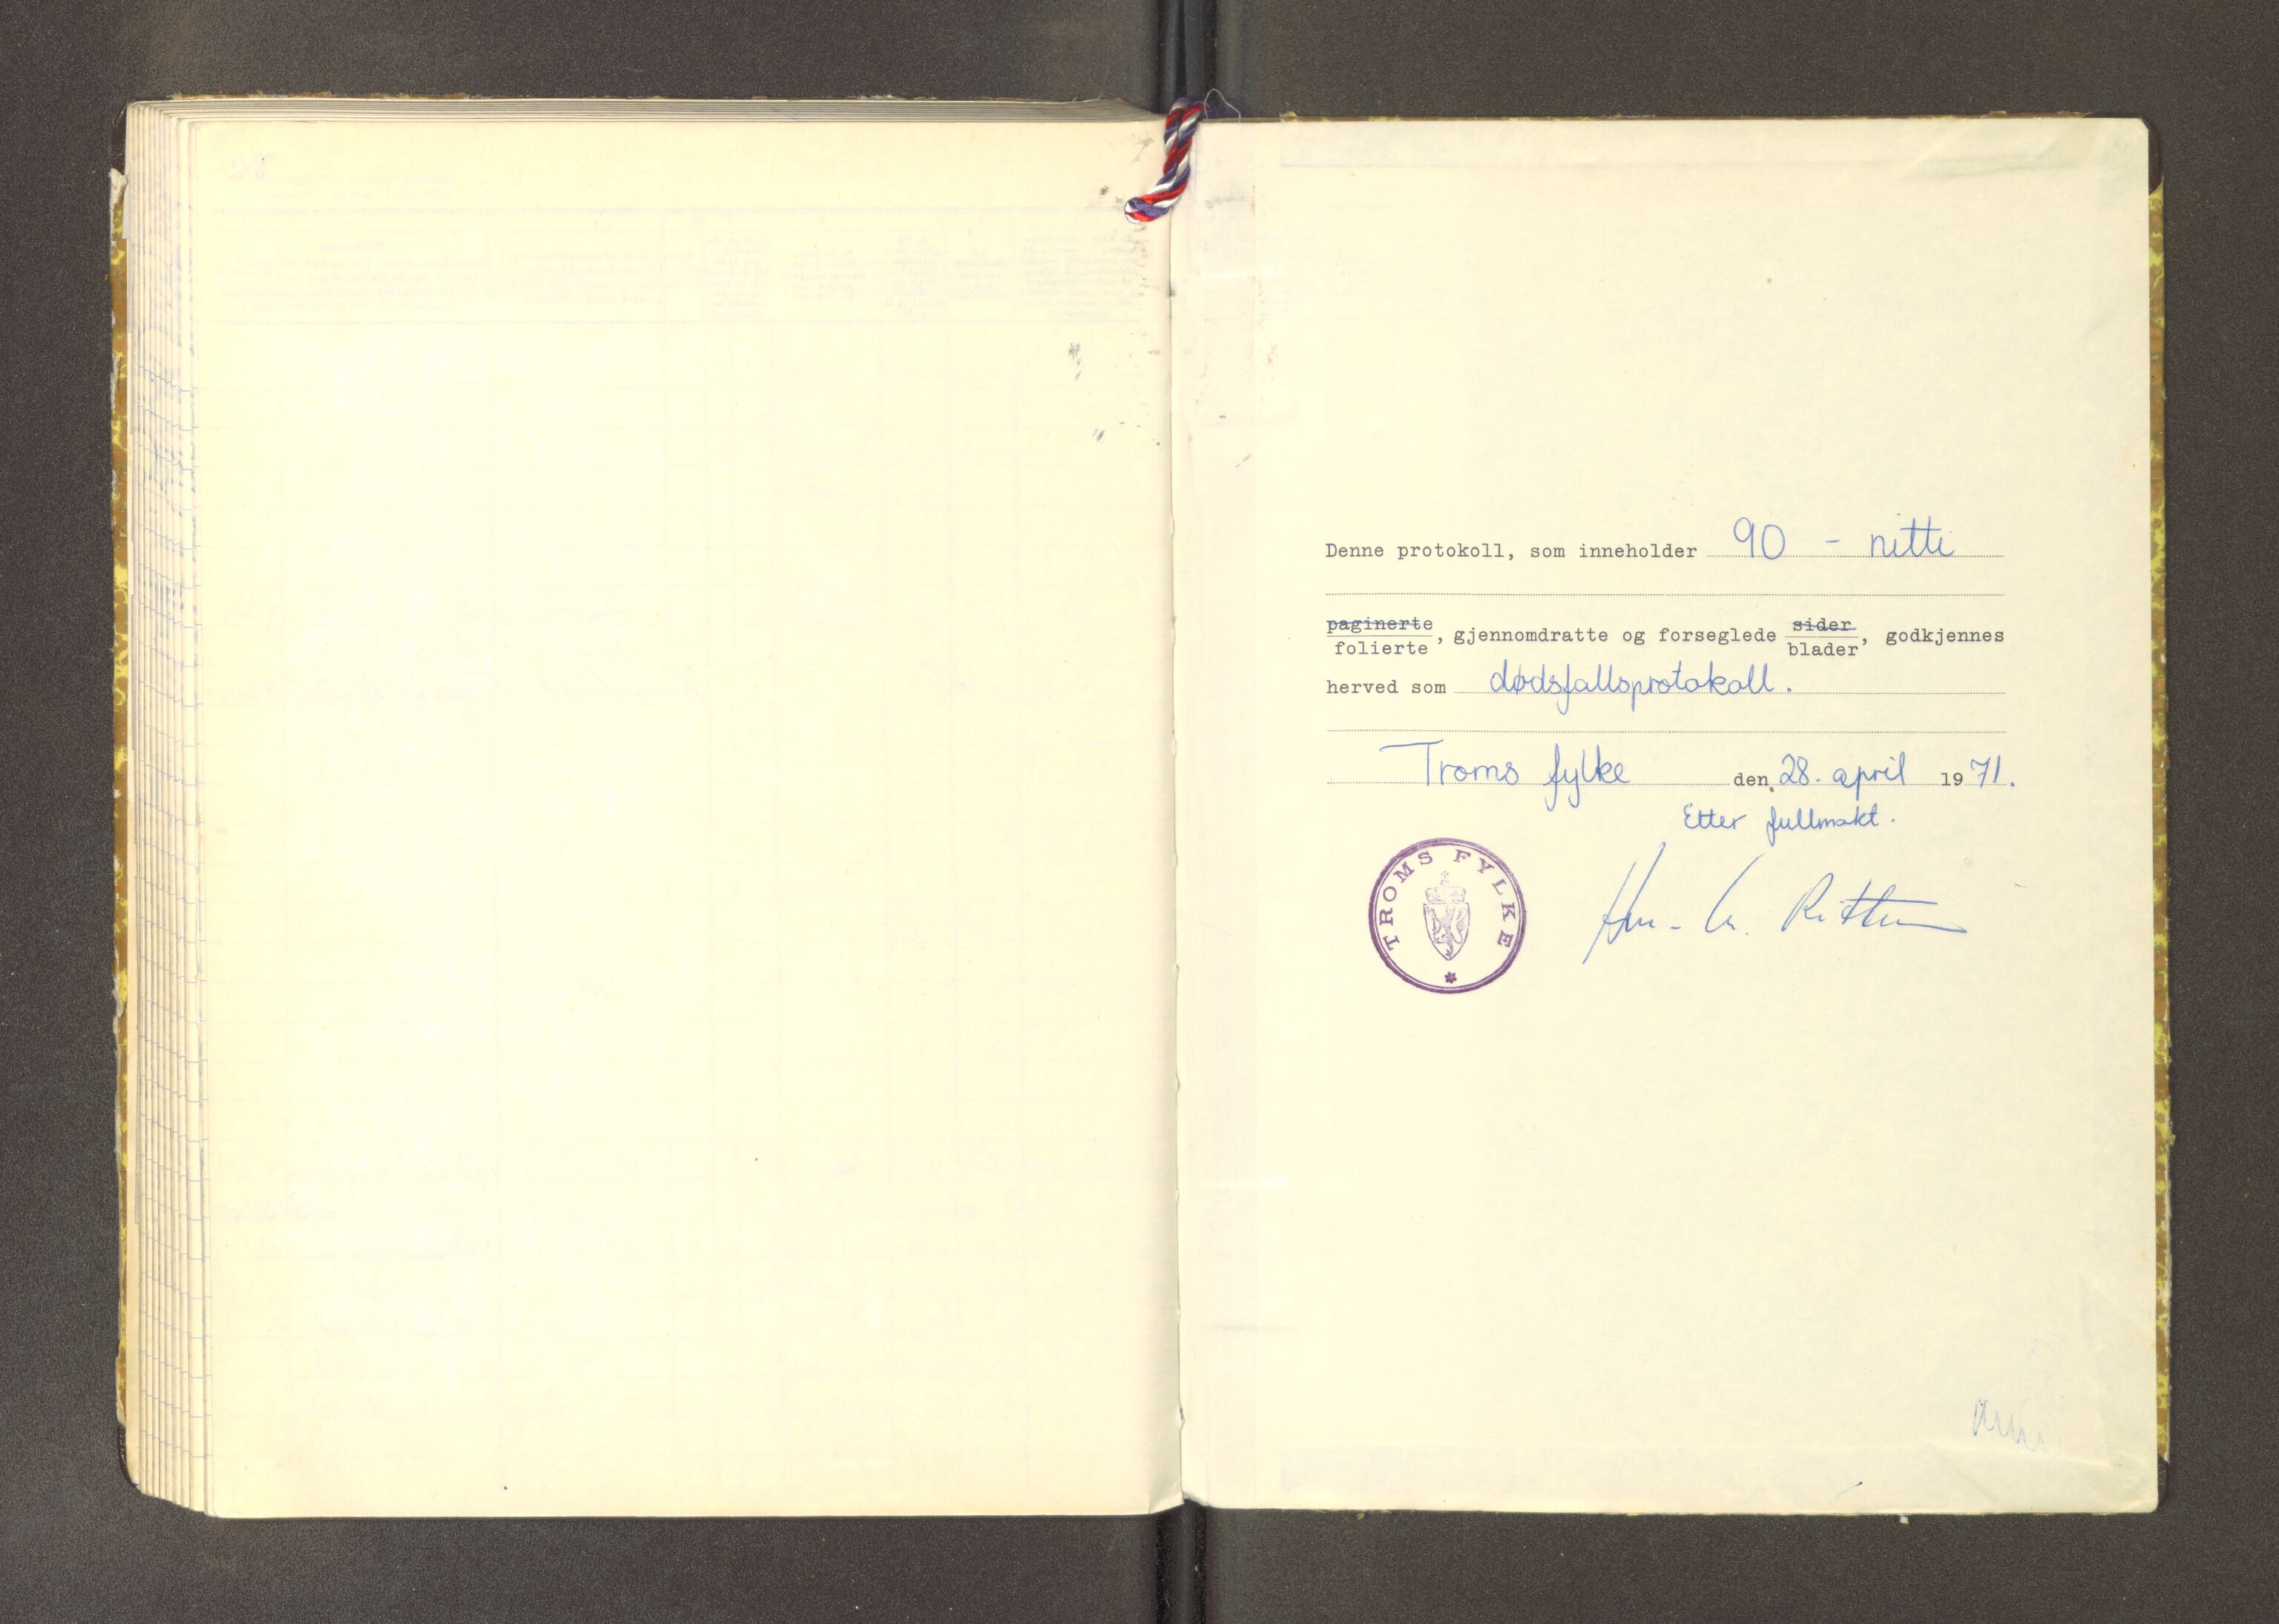 Denne protokoll, som inneholder 90 - nitti
paginerte
folierte, gjennomdratte og forseglede sider
blader, godkjennes
herved som dødsfallsprotokoll.
Troms fylke den 28. april 1971.
Etter fullmakt.
TROMS FYLKE